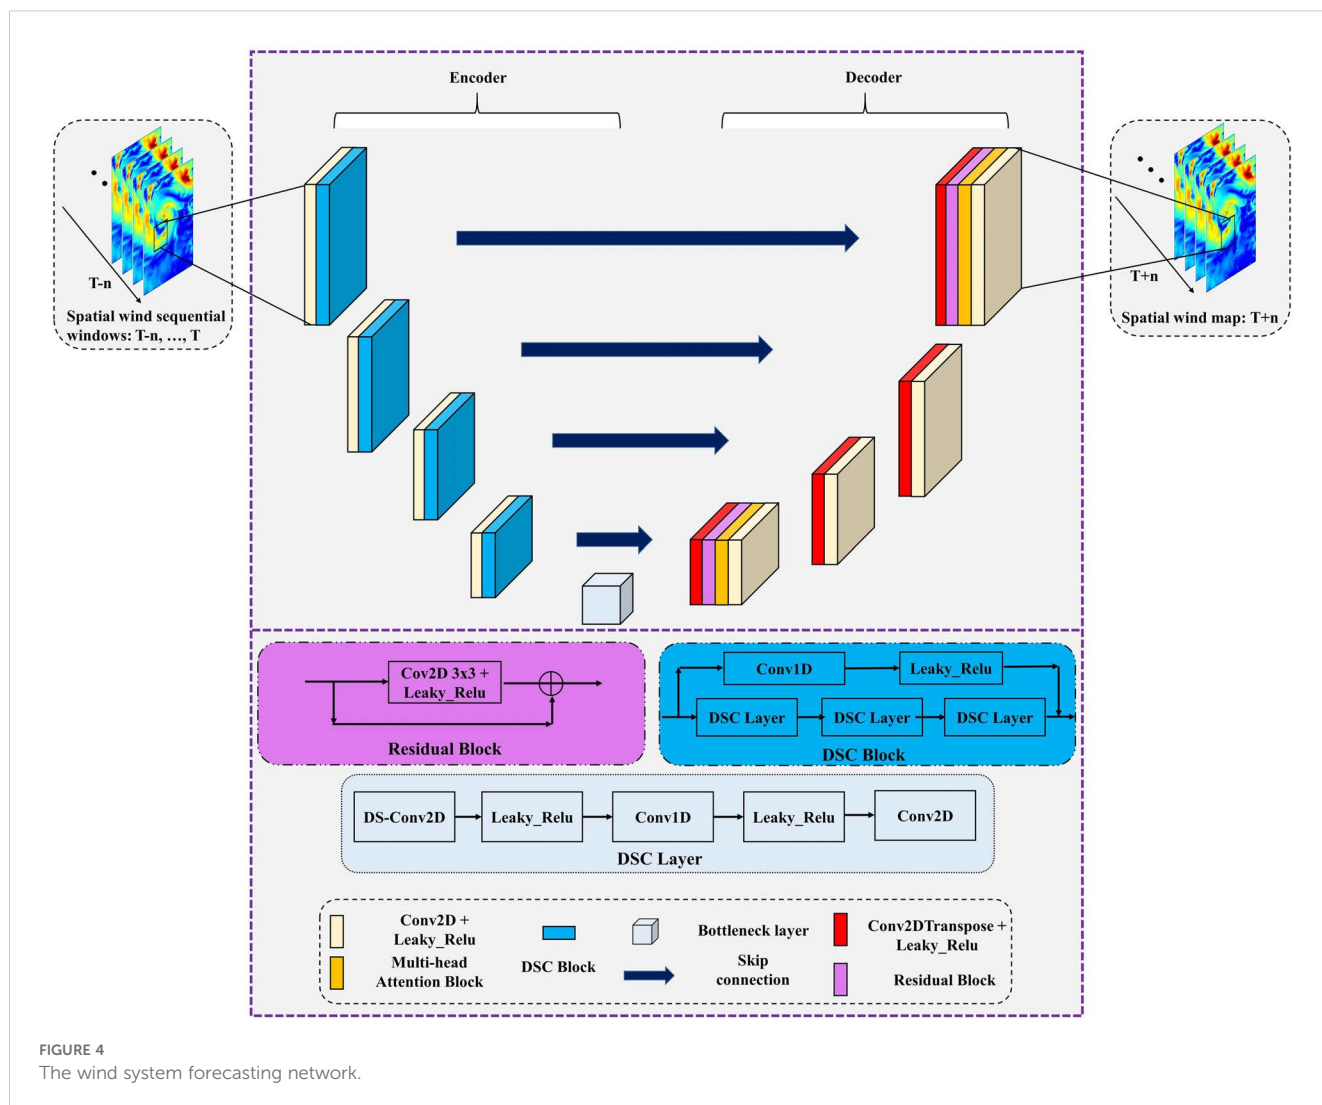 Encoder
Decoder
T-n
Spatial wind sequential
windows: T-n, …, T
T+n
Spatial wind map: T+n
Cov2D 3x3 +
Leaky_Relu
Residual Block
Conv1D
Leaky_Relu
DSC Layer
DSC Layer
DSC Layer
DSC Block
DS-Conv2D
Leaky_Relu
Conv1D
Leaky_Relu
Conv2D
DSC Layer
Conv2D +
Leaky_Relu
Multi-head
Attention Block
DSC Block
Bottleneck layer
Skip
connection
Conv2DTranspose +
Leaky_Relu
Residual Block
FIGURE 4
The wind system forecasting network.